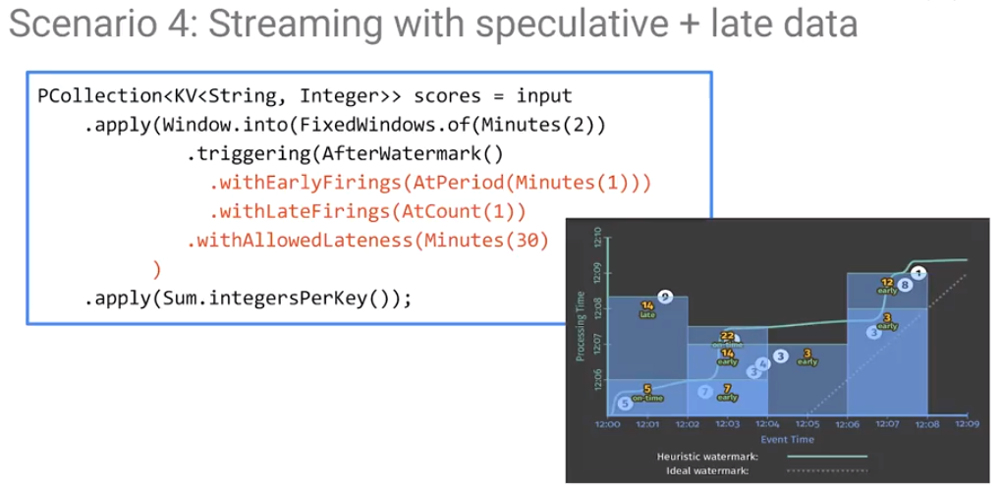 Scenario 4: Streaming with speculative + late data
PCollection<KV<String, Integer>> scores = input
.apply(Window.into(FixedWindows.of(Minutes(2))
.triggering(AfterWatermark()
.withEarlyFirings(AtPeriod(Minutes(1)))
.withLateFirings(AtCount(1))
.withAllowedLateness(Minutes(30)
)
.apply(Sum.integersPerKey());
Processing Time
12:10
12:09
12:08
12:07
12:06
14
late
9
22
on-time
14
early
3
4
3
3
early
12
early
8
1
3
early
3
5
on-time
5
7
7
early
12:00 12:01 12:02 12:03 12:04 12:05 12:06 12:07 12:08 12:09
Event Time
Heuristic watermark:
Ideal watermark: